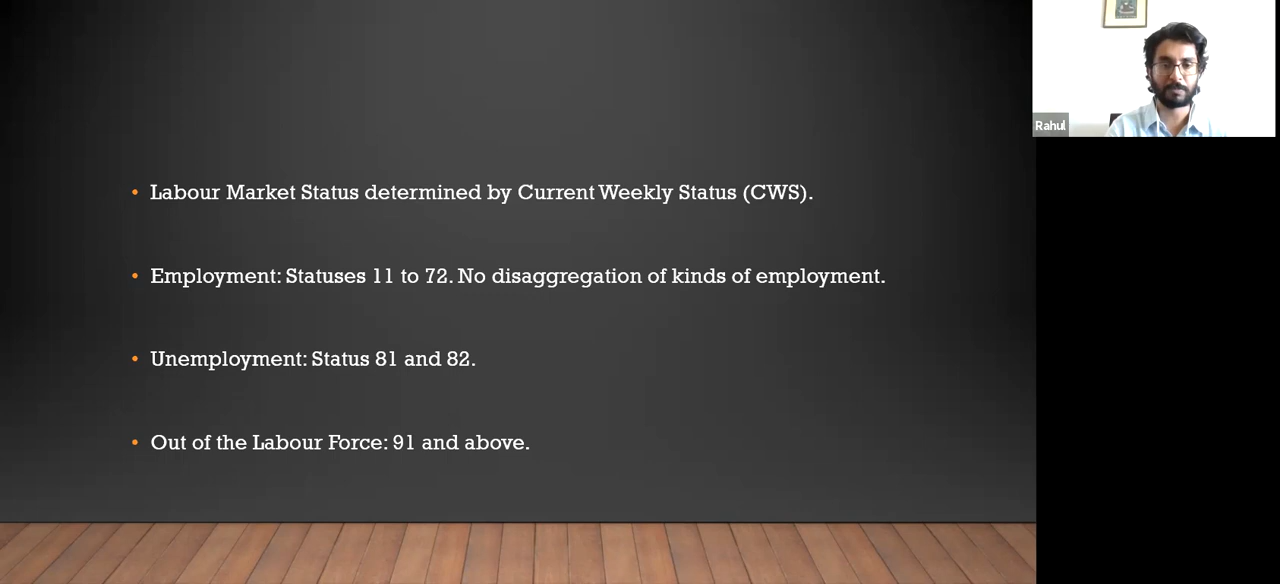 Rahul
Labour Market Status determined by Current Weekly Status (CWS).
Employment: Statuses 11 to 72. No disaggregation of kinds of employment.
Unemployment: Status 81 and 82.
Out of the Labour Force: 91 and above.